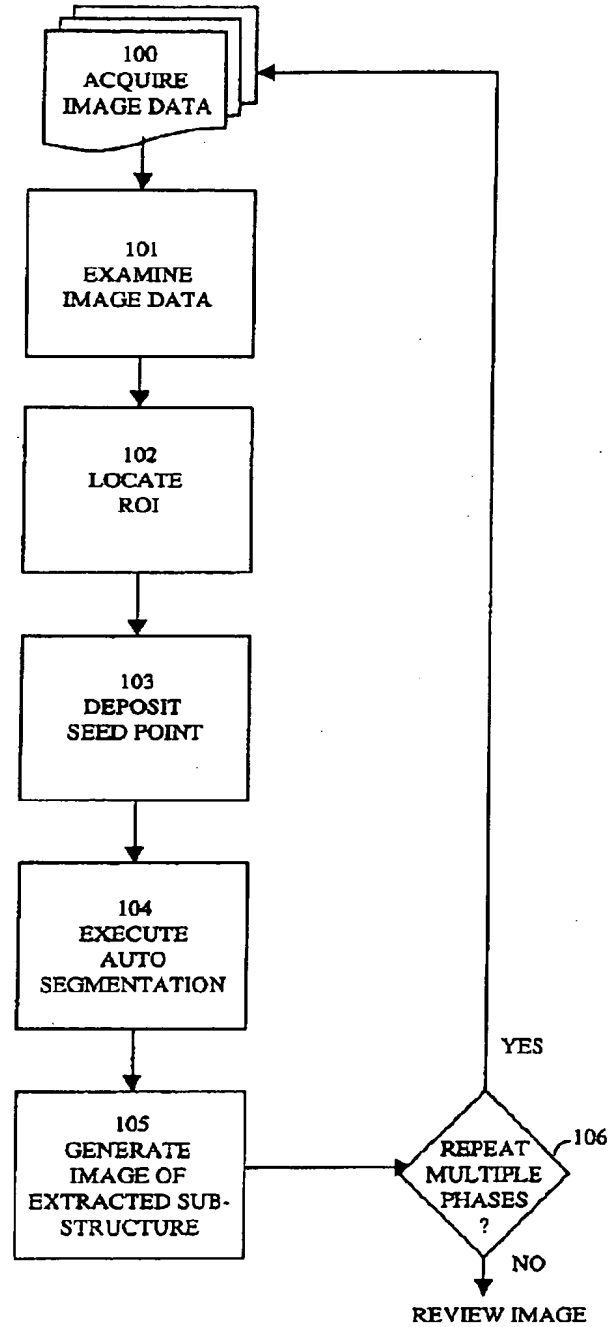 100
ACQUIRE
IMAGE DATA
101
EXAMINE
IMAGE DATA
102
LOCATE
ROI
103
DEPOSIT
SEED POINT
104
EXECUTE
AUTO
SEGMENTATION
105
GENERATE
IMAGE OF
EXTRACTED SUB-
STRUCTURE
YES
106
REPEAT
MULTIPLE
PHASES
?
NO
REVIEW IMAGE